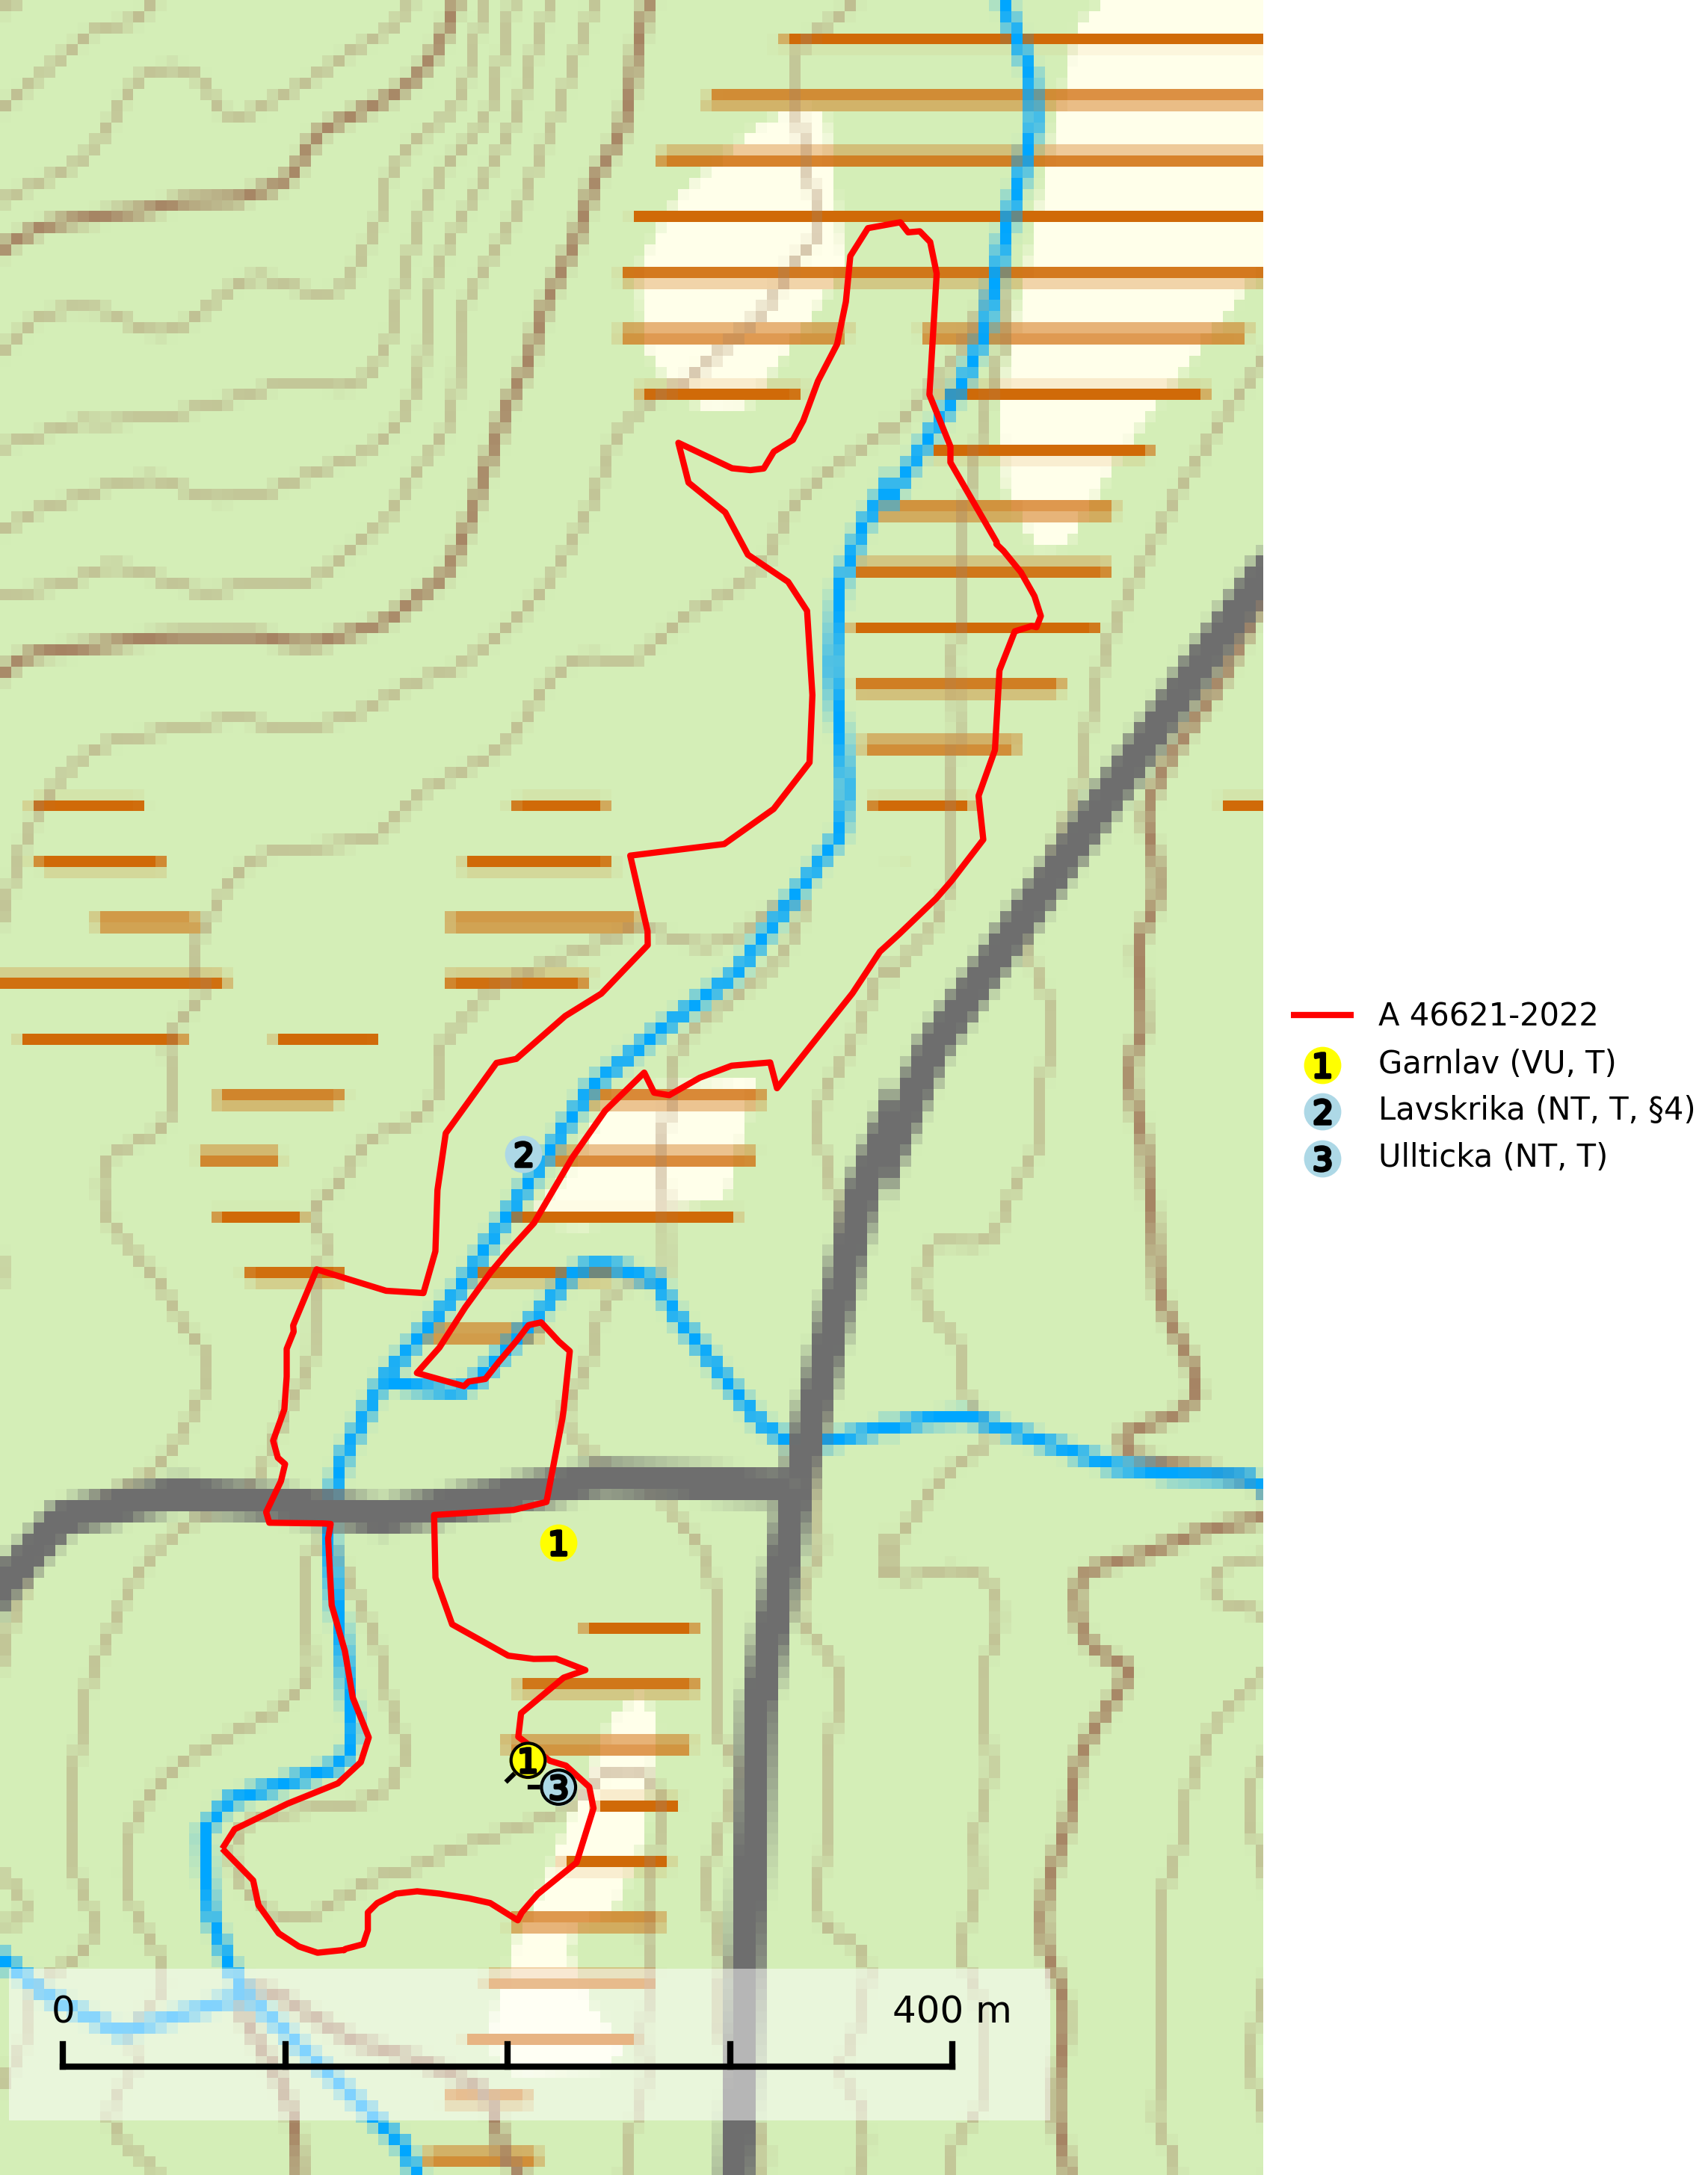 A 46621-2022
1 Garnlav (VU, T)
2 Lavskrika (NT, T, §4)
3 Ullticka (NT, T)
2
1
1
3
0 400 m